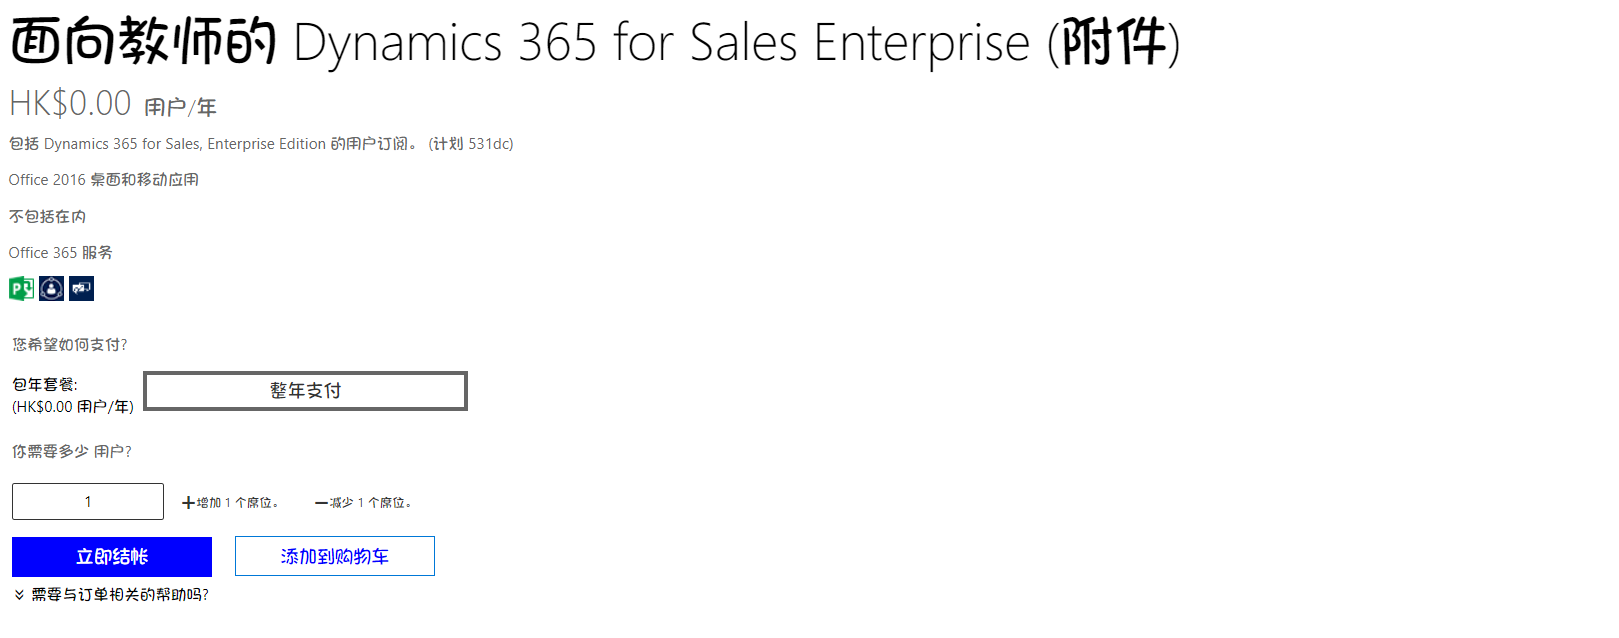 面向教师的 Dynamics 365 for Sales Enterprise (附件)
HK$0.00 用户/年
包括 Dynamics 365 for Sales, Enterprise Edition 的用户订阅。 (计划 531dc)
Office 2016 桌面和移动应用
不包括在内
Office 365 服务
您希望如何支付?
包年套餐:
(HK$0.00 用户/年)
整年支付
你需要多少 用户?
1
增加 1 个席位。
减少 1 个席位。
立即结帐
添加到购物车
需要与订单相关的帮助吗?